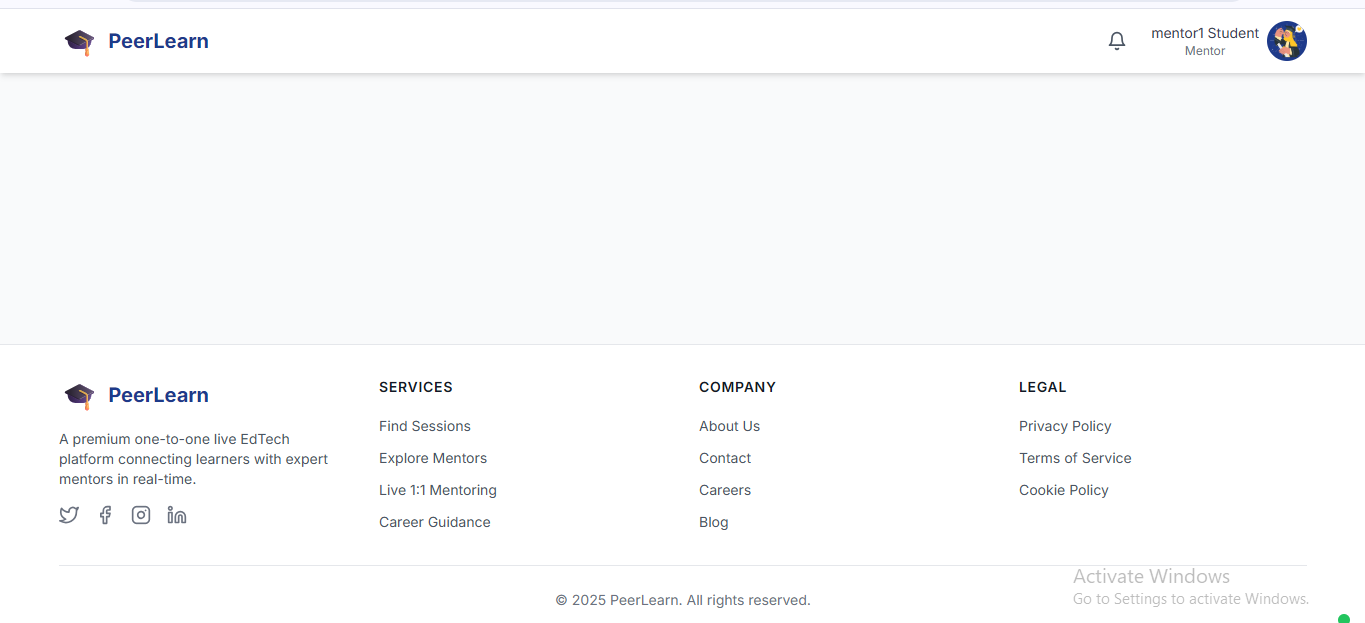 PeerLearn
mentor1 Student
Mentor
PeerLearn
A premium one-to-one live EdTech
platform connecting learners with expert
mentors in real-time.
SERVICES
Find Sessions
Explore Mentors
Live 1:1 Mentoring
Career Guidance
COMPANY
About Us
Contact
Careers
Blog
LEGAL
Privacy Policy
Terms of Service
Cookie Policy
© 2025 PeerLearn. All rights reserved.
Activate Windows
Go to Settings to activate Windows.